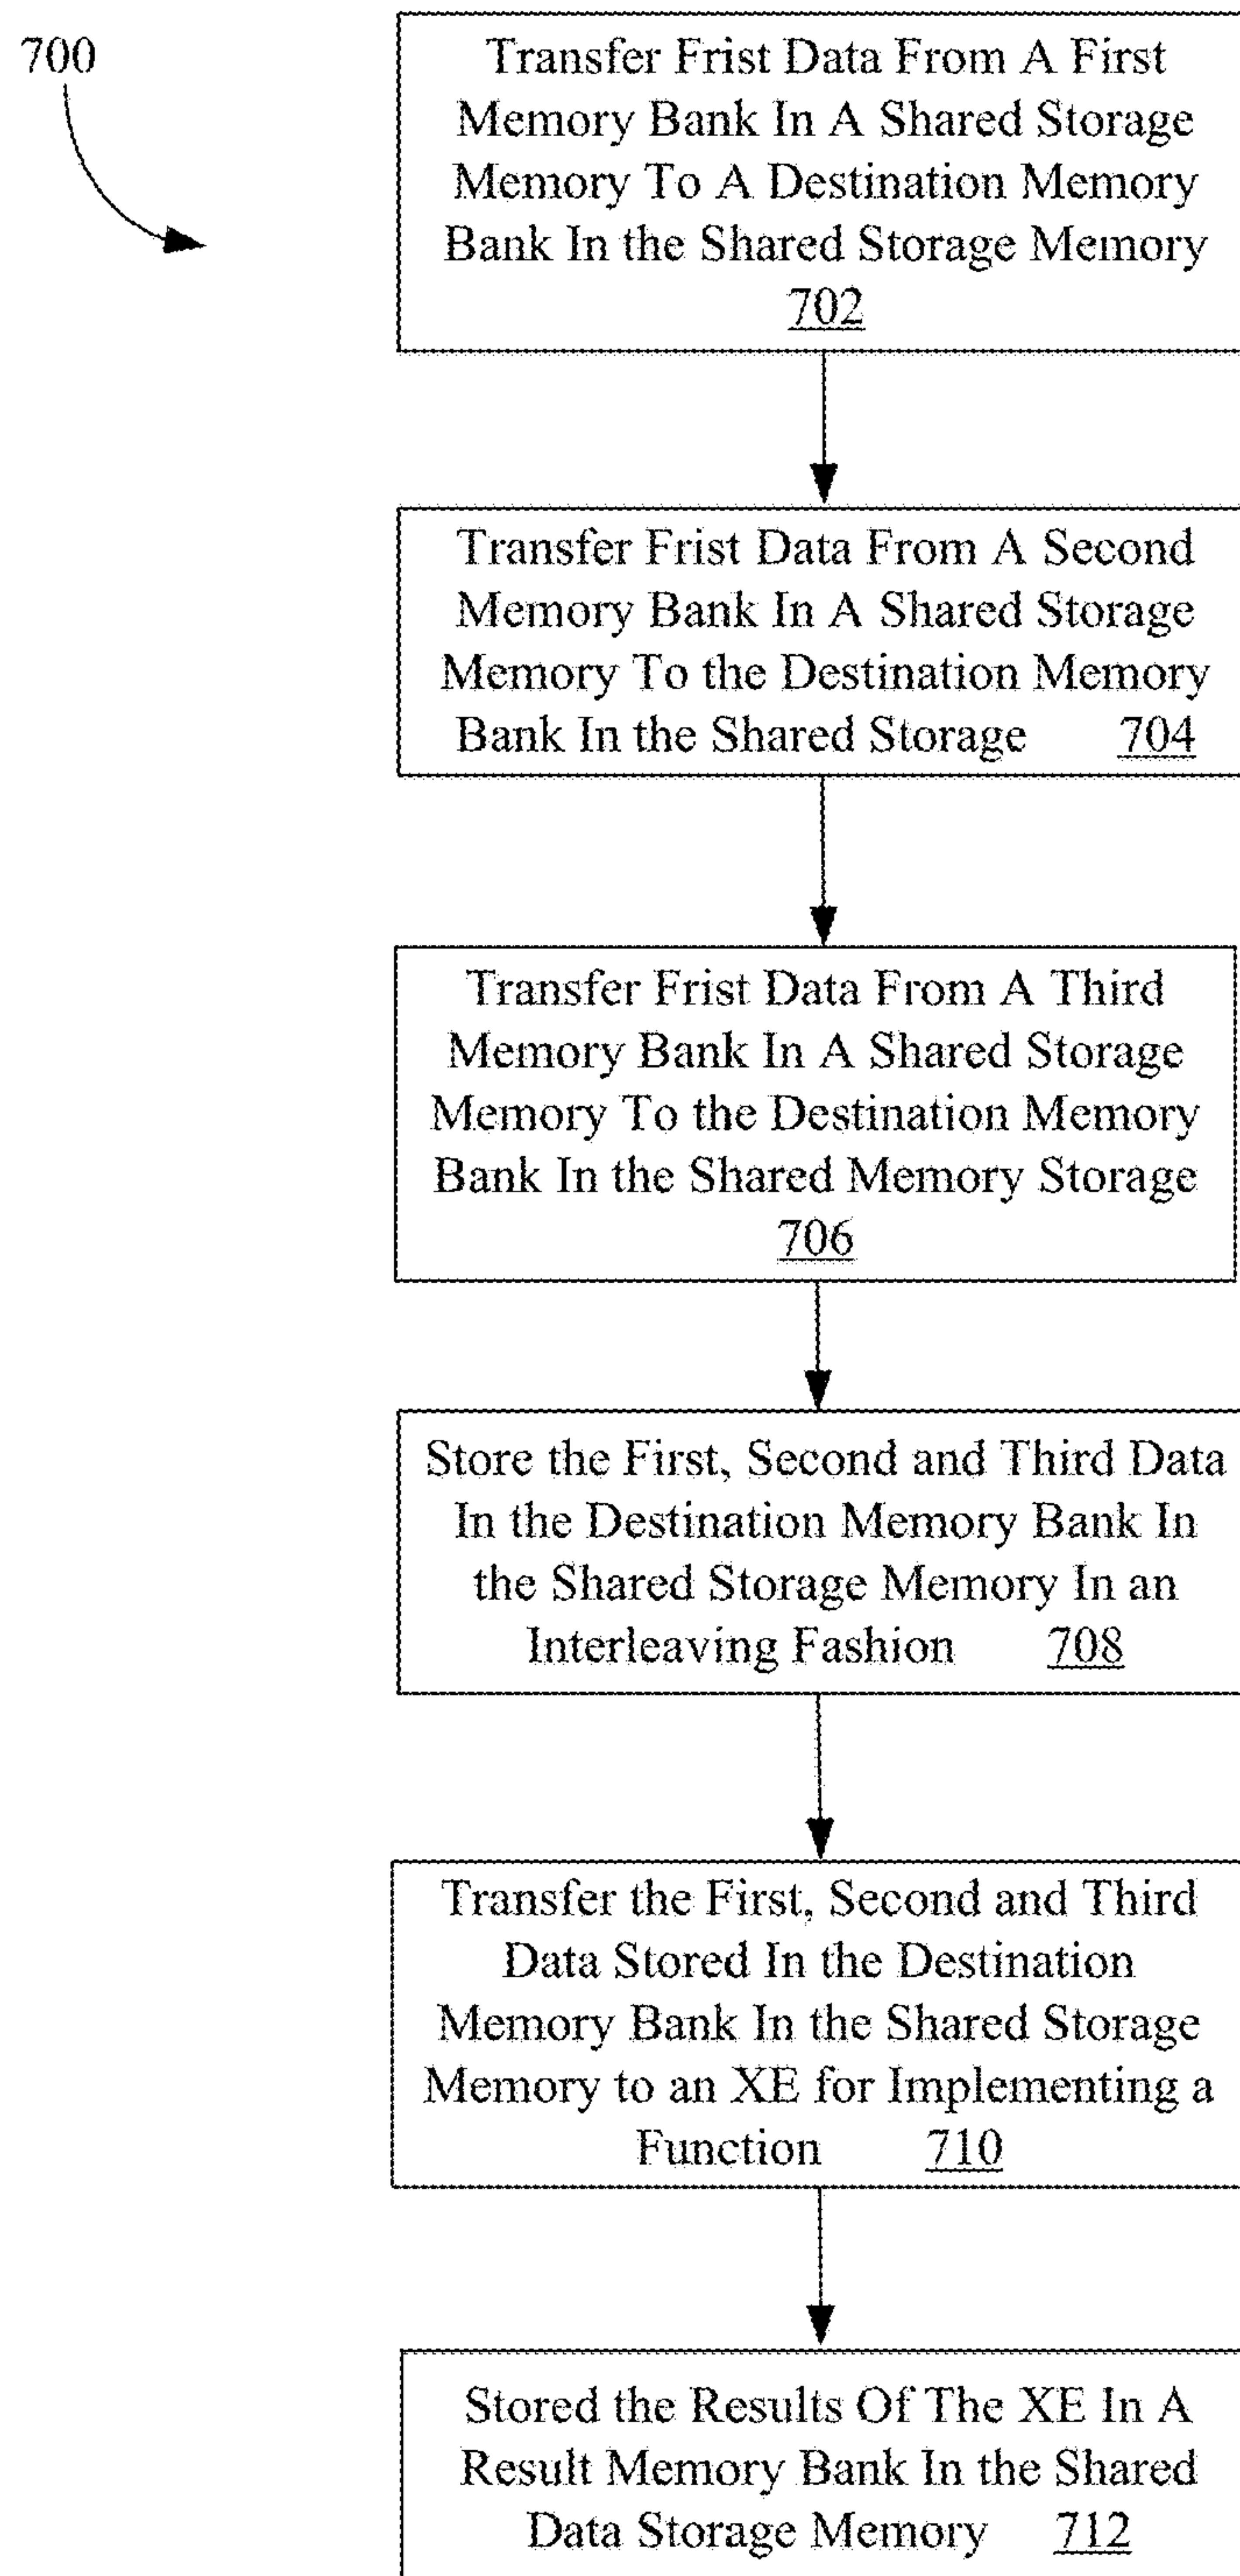 700
Transfer Frist Data From A First
Memory Bank In A Shared Storage
Memory To A Destination Memory
Bank In the Shared Storage Memory
702
Transfer Frist Data From A Second
Memory Bank In A Shared Storage
Memory To the Destination Memory
Bank In the Shared Storage 704
Transfer Frist Data From A Third
Memory Bank In A Shared Storage
Memory To the Destination Memory
Bank In the Shared Memory Storage
706
Store the First, Second and Third Data
In the Destination Memory Bank In
the Shared Storage Memory In an
Interleaving Fashion 708
Transfer the First, Second and Third
Data Stored In the Destination
Memory Bank In the Shared Storage
Memory to an XE for Implementing a
Function 710
Stored the Results Of The XE In A
Result Memory Bank In the Shared
Data Storage Memory 712